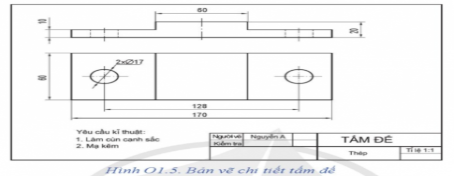 60
10
20
2xØ17
60
128
170
Yêu cầu kĩ thuật:
1. Làm cùn cạnh sắc
2. Mạ kẽm
Người vẽ Nguyễn A
Kiểm tra
TẤM ĐẾ
Thép
Tỉ lệ 1:1
Hình O1.5. Bản vẽ chi tiết tấm đế